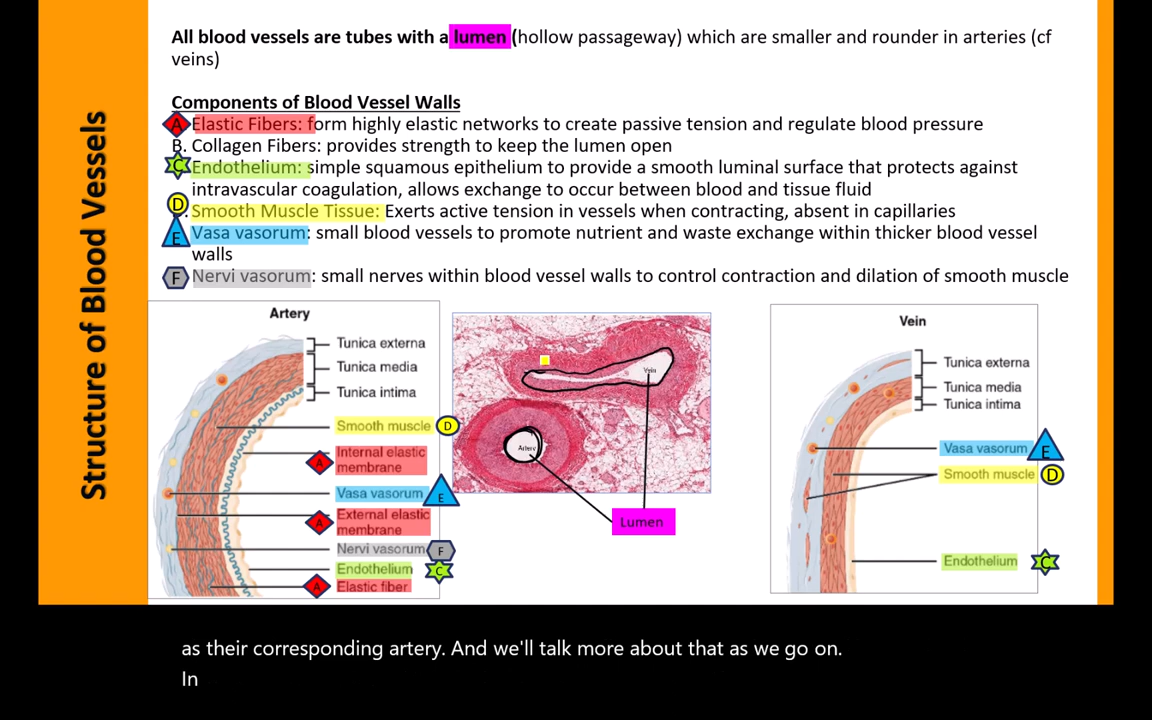 Structure of Blood Vessels
All blood vessels are tubes with a lumen (hollow passageway) which are smaller and rounder in arteries (cf
veins)
Components of Blood Vessel Walls
A Elastic Fibers: form highly elastic networks to create passive tension and regulate blood pressure
B. Collagen Fibers: provides strength to keep the lumen open
C Endothelium: simple squamous epithelium to provide a smooth luminal surface that protects against
intravascular coagulation, allows exchange to occur between blood and tissue fluid
D. Smooth Muscle Tissue: Exerts active tension in vessels when contracting, absent in capillaries
E Vasa vasorum: small blood vessels to promote nutrient and waste exchange within thicker blood vessel
walls
F Nervi vasorum: small nerves within blood vessel walls to control contraction and dilation of smooth muscle
Artery
Tunica externa
Tunica media
Tunica intima
Smooth muscle D
A Internal elastic
membrane
Vasa vasorum E
A External elastic
membrane
Nervi vasorum F
Endothelium C
A Elastic fiber
Vein
Artery
Lumen
Vein
Tunica externa
Tunica media
Tunica intima
Vasa vasorum E
Smooth muscle D
Endothelium C
as their corresponding artery. And we'll talk more about that as we go on.
In